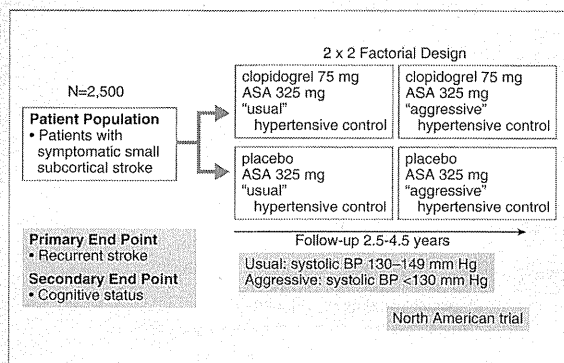 2 x 2 Factorial Design
N=2,500
Patient Population
• Patients with
symptomatic small
subcortical stroke
clopidogrel 75 mg
ASA 325 mg
"usual"
hypertensive control
clopidogrel 75 mg
ASA 325 mg
"aggressive"
hypertensive control
placebo
ASA 325 mg
"usual"
hypertensive control
placebo
ASA 325 mg
"aggressive"
hypertensive control
Primary End Point
• Recurrent stroke
Secondary End Point
• Cognitive status
Follow-up 2.5-4.5 years
Usual: systolic BP 130–149 mm Hg
Aggressive: systolic BP <130 mm Hg
North American trial